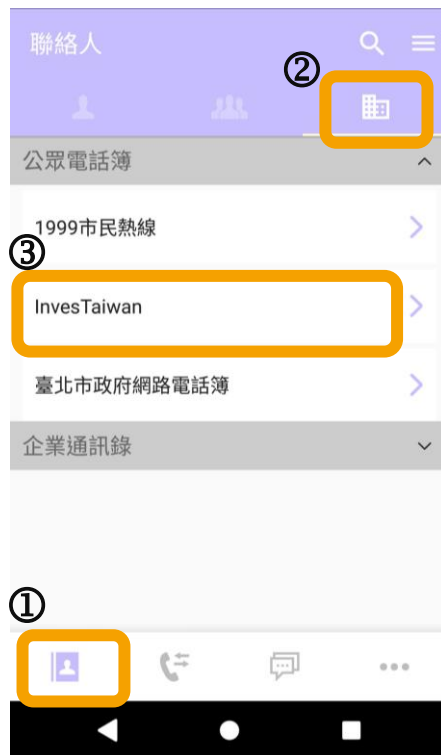 聯絡人
②
公眾電話簿
1999市民熱線
③
InvesTaiwan
臺北市政府網路電話簿
企業通訊錄
①